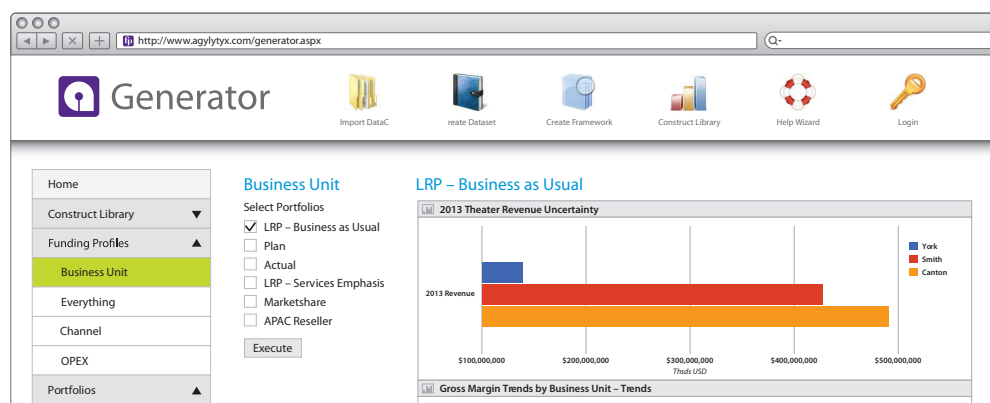 http://www.agylytyx.com/generator.aspx
Generator
Import DataC
reate Dataset
Create Framework
Construct Library
Help Wizard
Login
Home
Construct Library
Funding Profiles
Business Unit
Everything
Channel
OPEX
Portfolios
Business Unit
Select Portfolios
LRP – Business as Usual
Plan
Actual
LRP – Services Emphasis
Marketshare
APAC Reseller
Execute
LRP – Business as Usual
2013 Theater Revenue Uncertainty
York
Smith
Canton
2013 Revenue
$100,000,000 $200,000,000 $300,000,000 $400,000,000 $500,000,000
Thsds USD
Gross Margin Trends by Business Unit – Trends